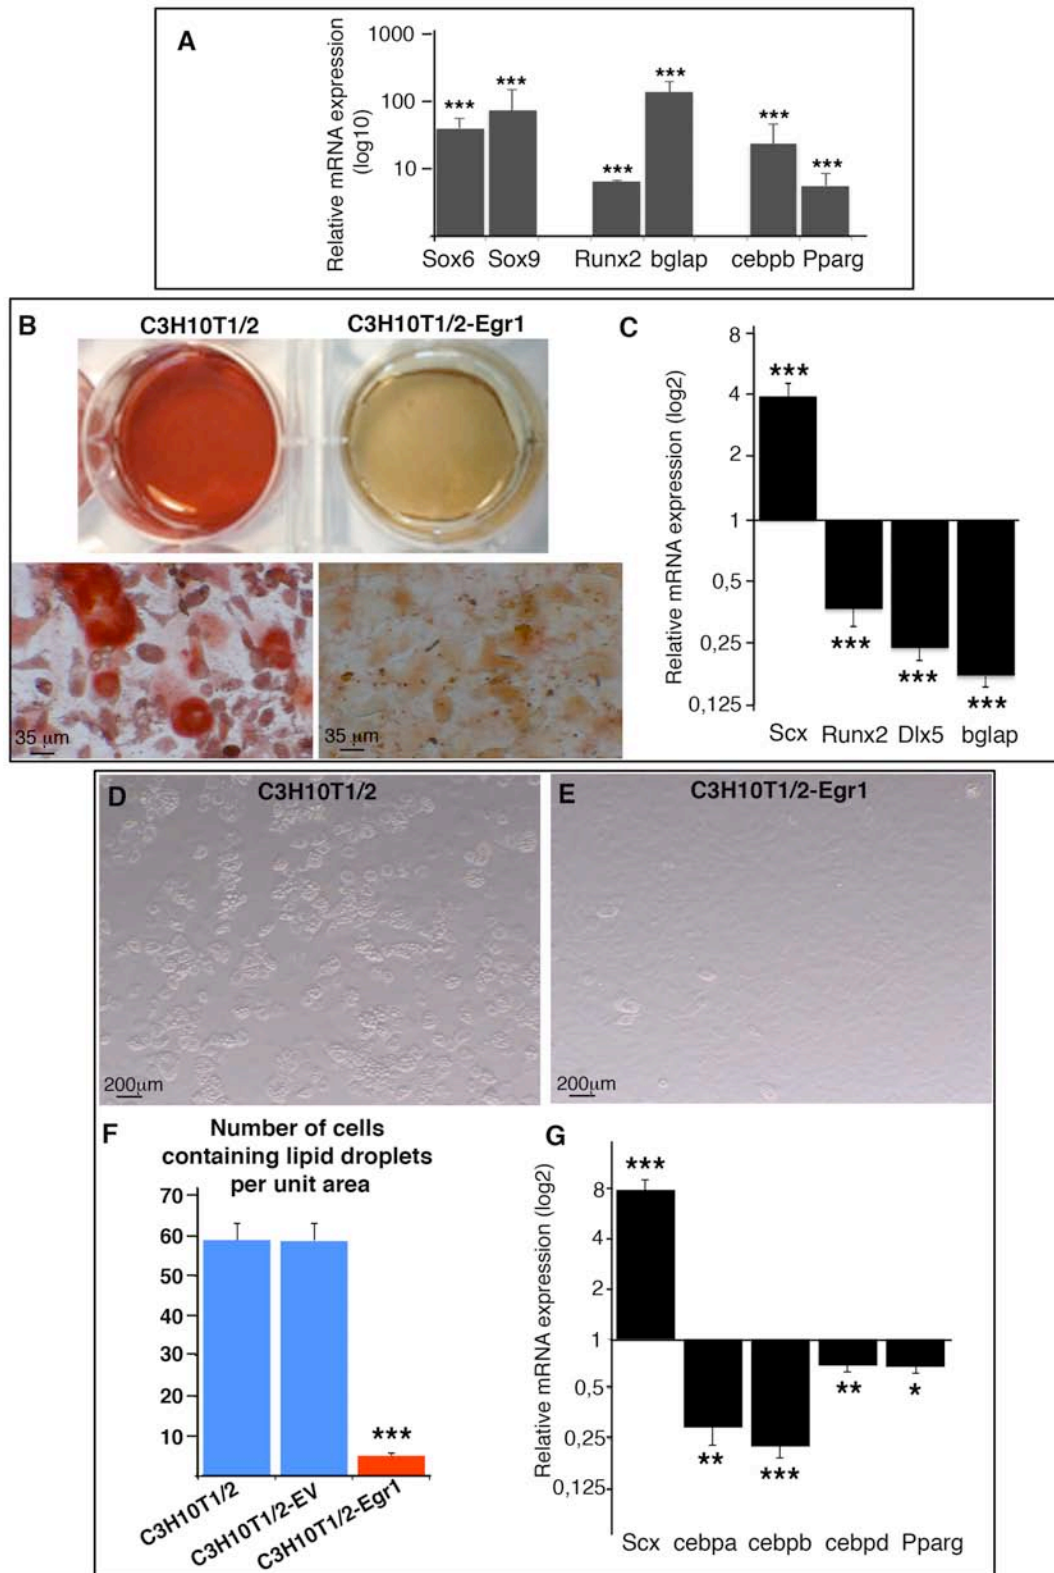 A
Relative mRNA expression
(log10)
1000
100
10
***
***
***
***
***
***
Sox6 Sox9 Runx2 bglap cebpb Pparg
B
C3H10T1/2 C3H10T1/2-Egr1
35 µm
35 µm
C
Relative mRNA expression (log2)
8
4
2
1
0,5
0,25
0,125
***
***
***
***
Scx Runx2 Dlx5 bglap
D
C3H10T1/2
200µm
E
C3H10T1/2-Egr1
200µm
F
Number of cells
containing lipid droplets
per unit area
70
60
50
40
30
20
10
***
C3H10T1/2
C3H10T1/2-EV
C3H10T1/2-Egr1
G
Relative mRNA expression (log2)
8
4
2
1
0,5
0,25
0,125
***
**
***
**
*
Scx cebpa cebpb cebpd Pparg